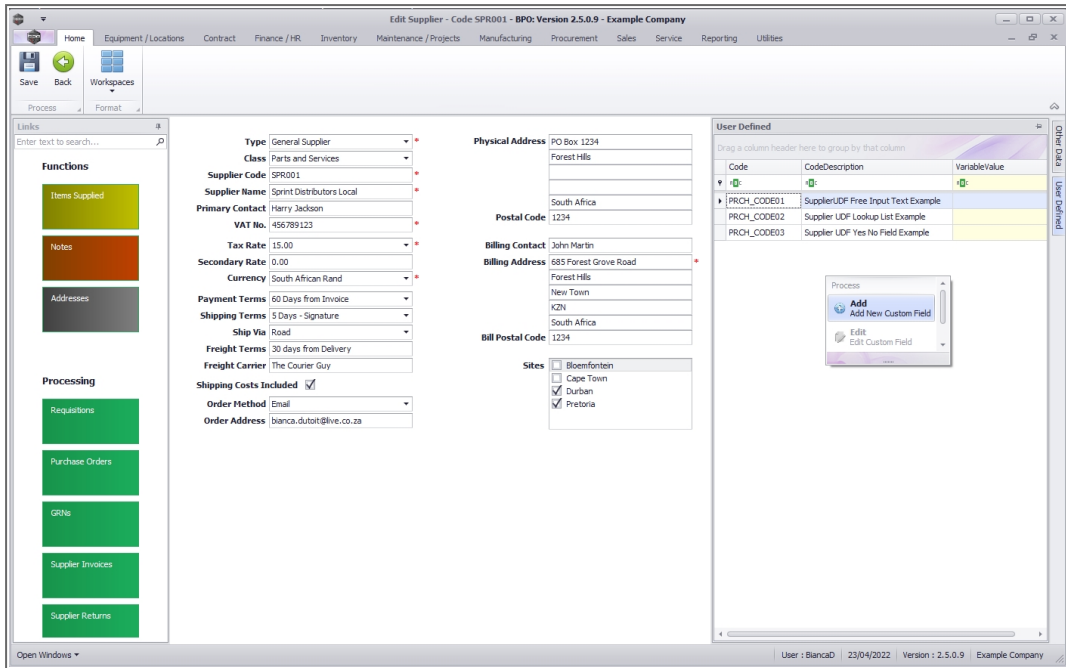 Edit Supplier - Code SPR001 - BPO: Version 2.5.0.9 - Example Company
Home Equipment / Locations Contract Finance / HR Inventory Maintenance / Projects Manufacturing Procurement Sales Service Reporting Utilities
Save Back Workspaces
Process Format
Links
Enter text to search...
Functions
Items Supplied
Notes
Addresses
Processing
Requisitions
Purchase Orders
GRNs
Supplier Invoices
Supplier Returns
Type General Supplier *
Class Parts and Services
Supplier Code SPR001 *
Supplier Name Sprint Distributors Local *
Primary Contact Harry Jackson
VAT No. 456789123 *
Tax Rate 15.00 *
Secondary Rate 0.00
Currency South African Rand *
Payment Terms 60 Days from Invoice
Shipping Terms 5 Days - Signature
Ship Via Road
Freight Terms 30 days from Delivery
Freight Carrier The Courier Guy
Shipping Costs Included
Order Method Email
Order Address bianca.dutoit@live.co.za
Physical Address PO Box 1234
Forest Hills
South Africa
Postal Code 1234
Billing Contact John Martin
Billing Address 685 Forest Grove Road *
Forest Hills
New Town
KZN
South Africa
Bill Postal Code 1234
Sites Bloemfontein
Cape Town
Durban
Pretoria
User Defined
Drag a column header here to group by that column
Code CodeDescription VariableValue
PRCH_CODE01 SupplierUDF Free Input Text Example
PRCH_CODE02 Supplier UDF Lookup List Example
PRCH_CODE03 Supplier UDF Yes No Field Example
Process
Add
Add New Custom Field
Edit
Edit Custom Field
Other Data
User Defined
Open Windows
User : BiancaD 23/04/2022 Version : 2.5.0.9 Example Company